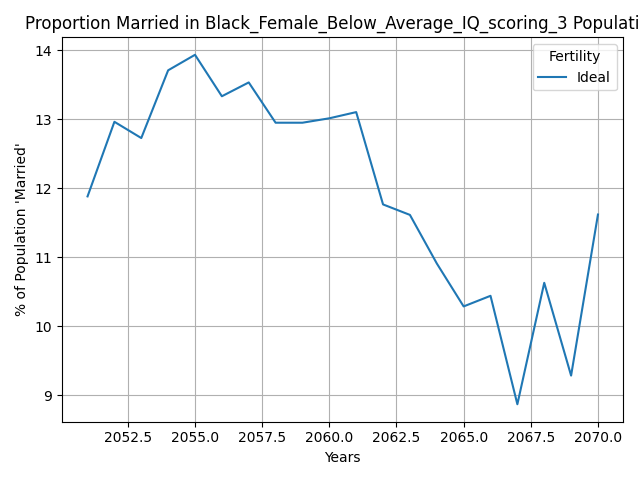 Proportion Married in Black_Female_Below_Average_IQ_scoring_3 Populati
Fertility
Ideal
% of Population 'Married'
14
13
12
11
10
9
2052.5 2055.0 2057.5 2060.0 2062.5 2065.0 2067.5 2070.0
Years